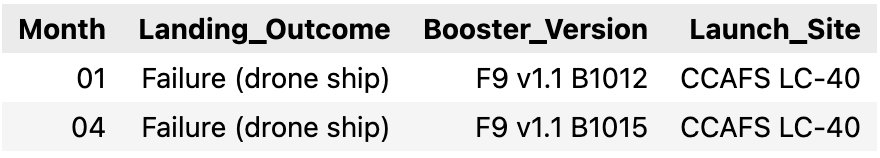 Month Landing_Outcome Booster_Version Launch_Site
01 Failure (drone ship) F9 v1.1 B1012 CCAFS LC-40
04 Failure (drone ship) F9 v1.1 B1015 CCAFS LC-40